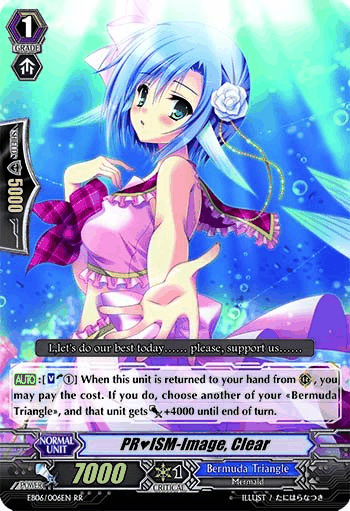 1
GRADE
SHIELD
5000
I..let's do our best today...... please, support us......
AUTO :[V ①] When this unit is returned to your hand from R, you
may pay the cost. If you do, choose another of your «Bermuda
Triangle», and that unit gets +4000 until end of turn.
NORMAL
UNIT
PR♥ISM-Image, Clear
POWER
7000
1
CRITICAL
Bermuda Triangle
Mermaid
EB06/006EN RR
ILLUST / たにはらなつき